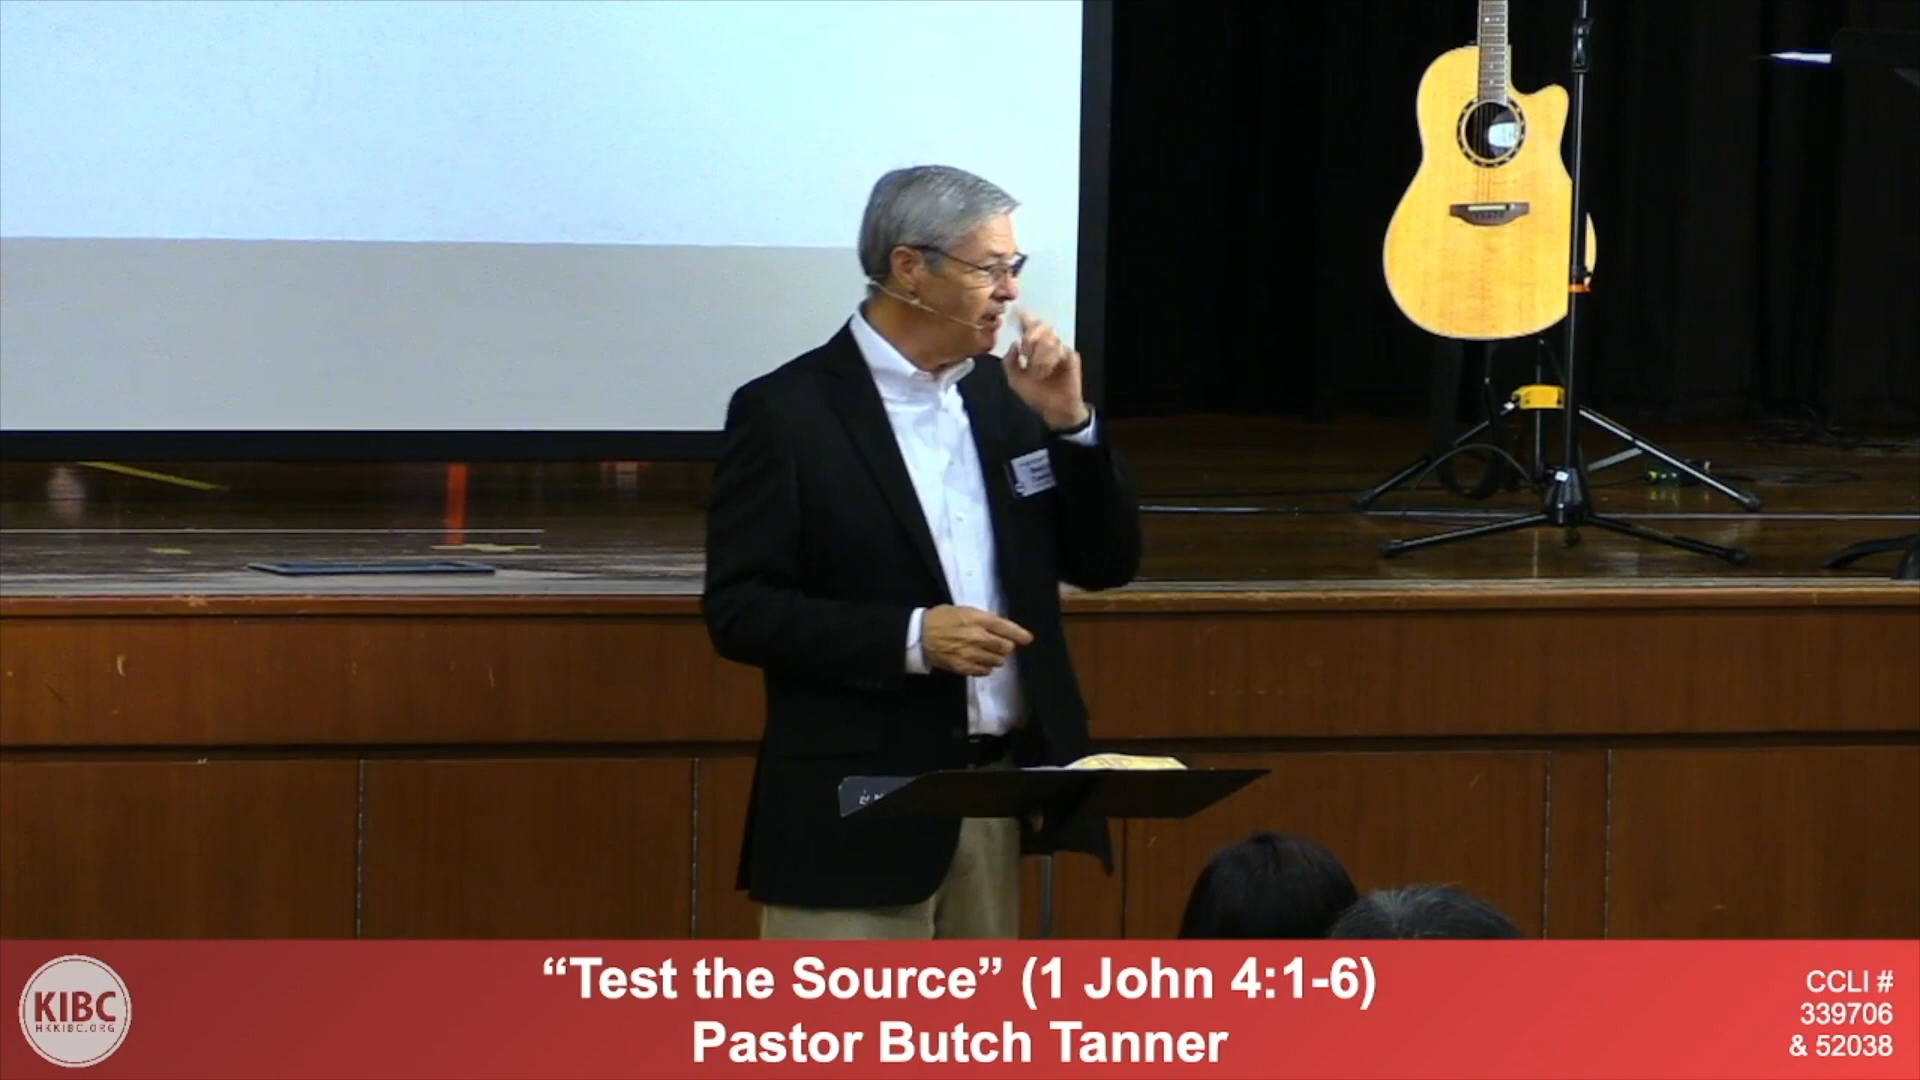 “Test the Source” (1 John 4:1-6)
Pastor Butch Tanner
KIBC
HKKIBC.ORG
CCLI #
339706
& 52038